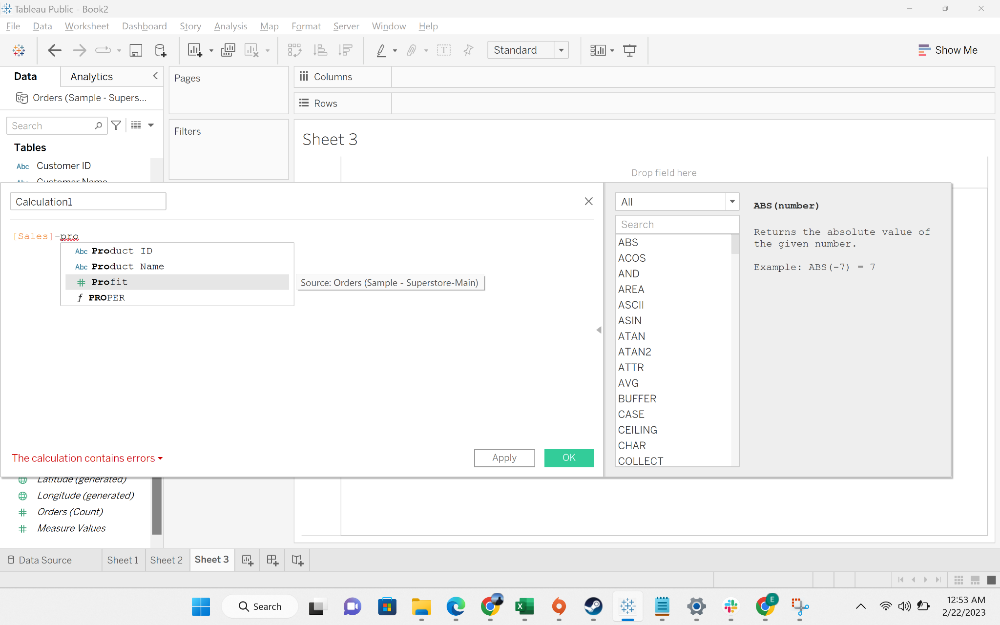 Tableau Public - Book2
File Data Worksheet Dashboard Story Analysis Map Format Server Window Help
Standard
Show Me
Data
Analytics
Pages
Columns
Orders (Sample - Supers...
Rows
Search
Filters
Sheet 3
Tables
Abc Customer ID
Drop field here
Abc Customer Name
Calculation1
All
ABS(number)
Search
Returns the absolute value of
the given number.
Example: ABS(-7) = 7
[Sales]-pro
Abc Product ID
Abc Product Name
# Profit
Source: Orders (Sample - Superstore-Main)
f PROPER
ABS
ACOS
AND
AREA
ASCII
ASIN
ATAN
ATAN2
ATTR
AVG
BUFFER
CASE
CEILING
CHAR
COLLECT
The calculation contains errors
Apply
OK
Latitude (generated)
Longitude (generated)
# Orders (Count)
# Measure Values
Data Source
Sheet 1
Sheet 2
Sheet 3
Search
E
12:53 AM
2/22/2023